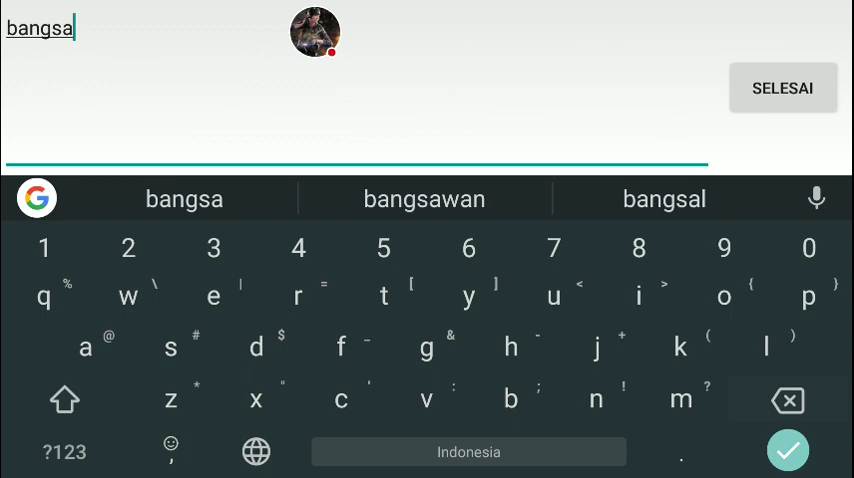 bangsa
SELESAI
G bangsa bangsawan bangsal
1 2 3 4 5 6 7 8 9 0
q % w \ e | r = t [ y ] u < i > o { p }
a @ s # d $ f _ g & h - j + k ( l )
z * x " c ' v : b ; n ! m ?
?123 , Indonesia .